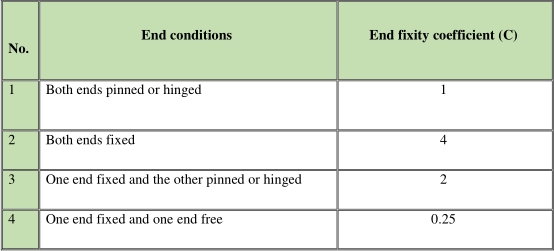 No. End conditions End fixity coefficient (C)
1 Both ends pinned or hinged 1
2 Both ends fixed 4
3 One end fixed and the other pinned or hinged 2
4 One end fixed and one end free 0.25